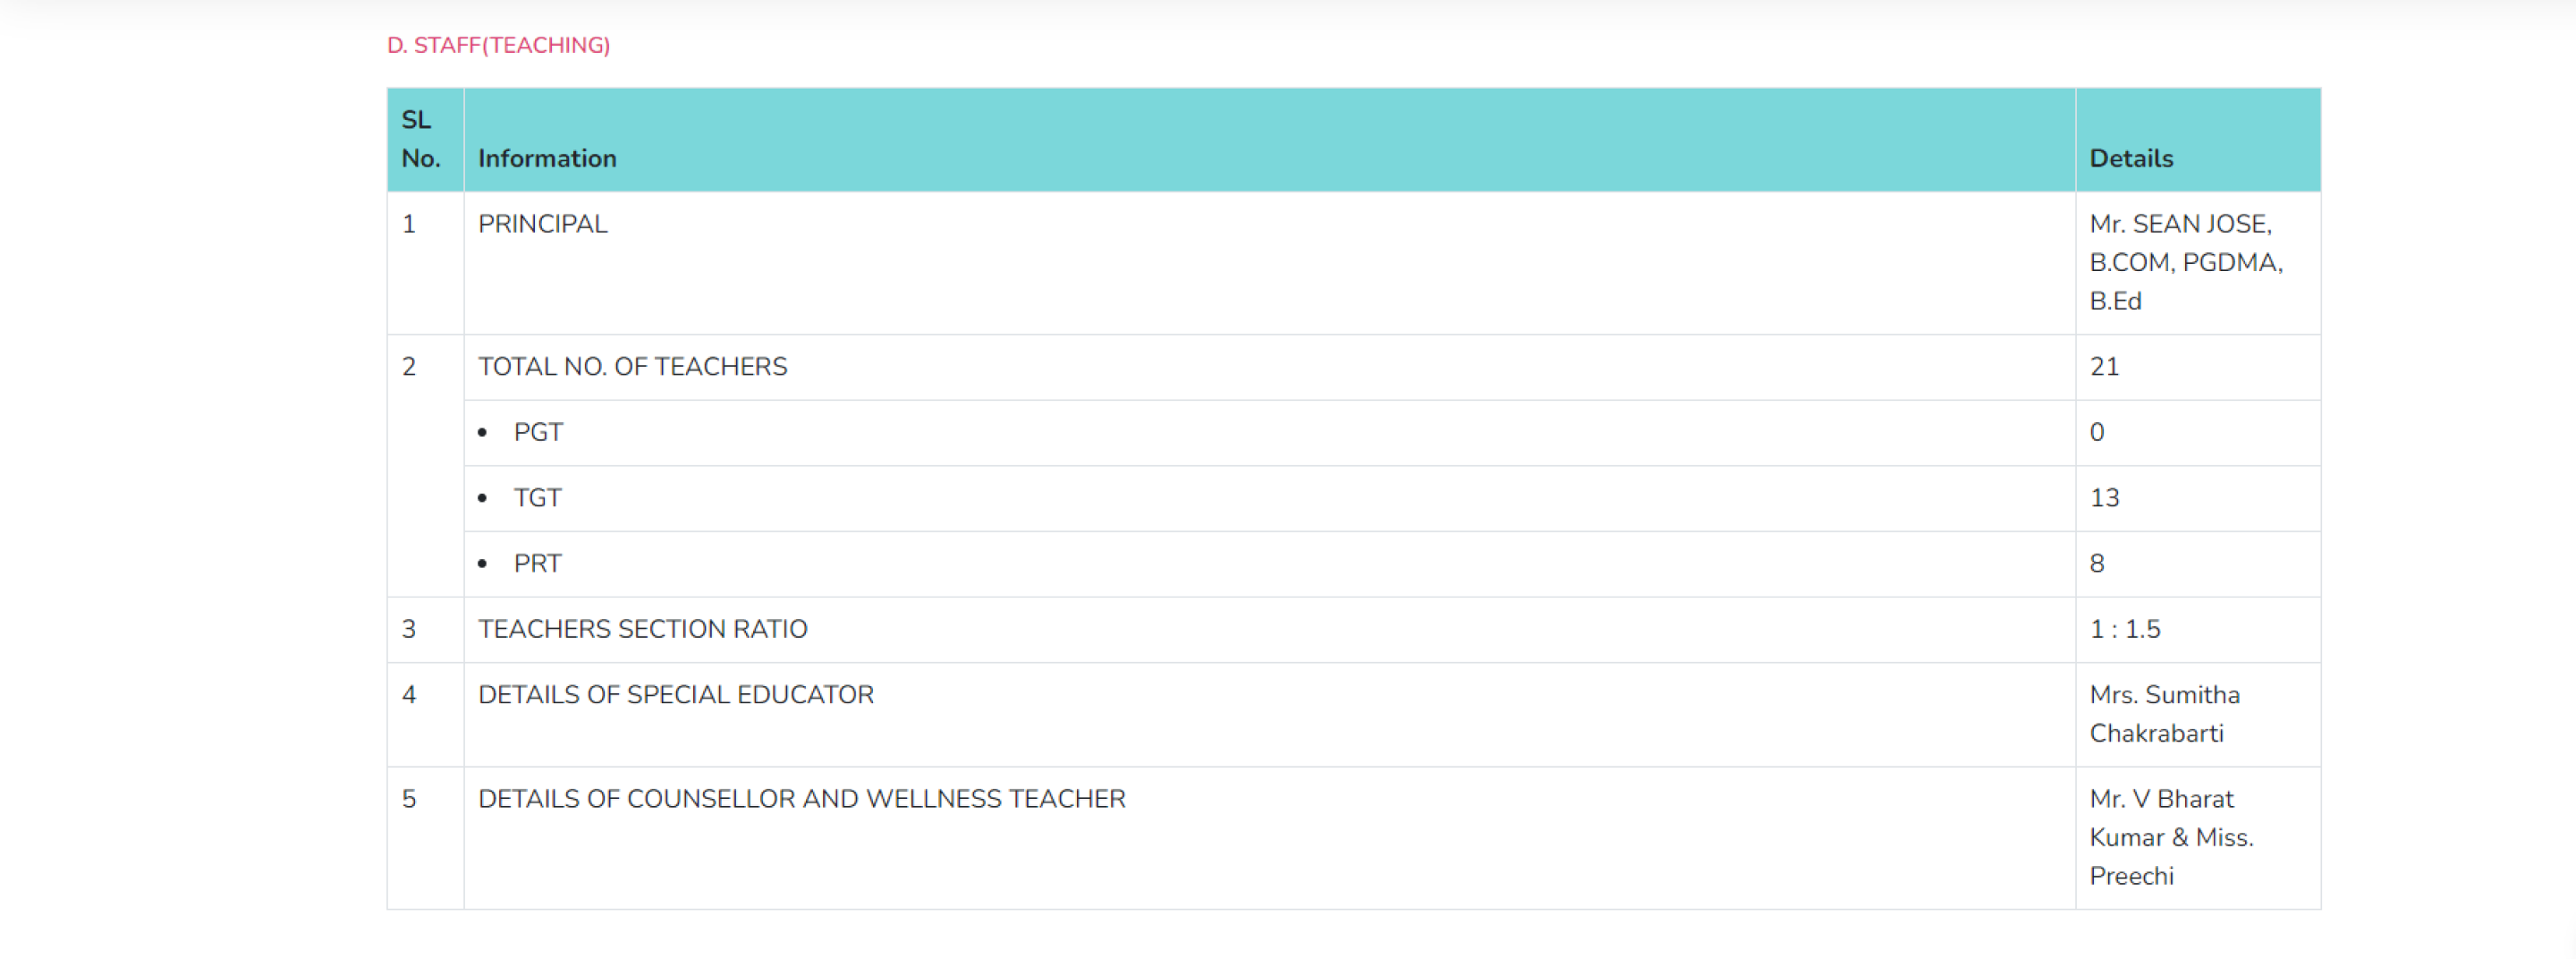 D. STAFF(TEACHING)
SL
No. Information Details
1 PRINCIPAL Mr. SEAN JOSE,
B.COM, PGDMA,
B.Ed
2 TOTAL NO. OF TEACHERS 21
• PGT 0
• TGT 13
• PRT 8
3 TEACHERS SECTION RATIO 1 : 1.5
4 DETAILS OF SPECIAL EDUCATOR Mrs. Sumitha
Chakrabarti
5 DETAILS OF COUNSELLOR AND WELLNESS TEACHER Mr. V Bharat
Kumar & Miss.
Preechi